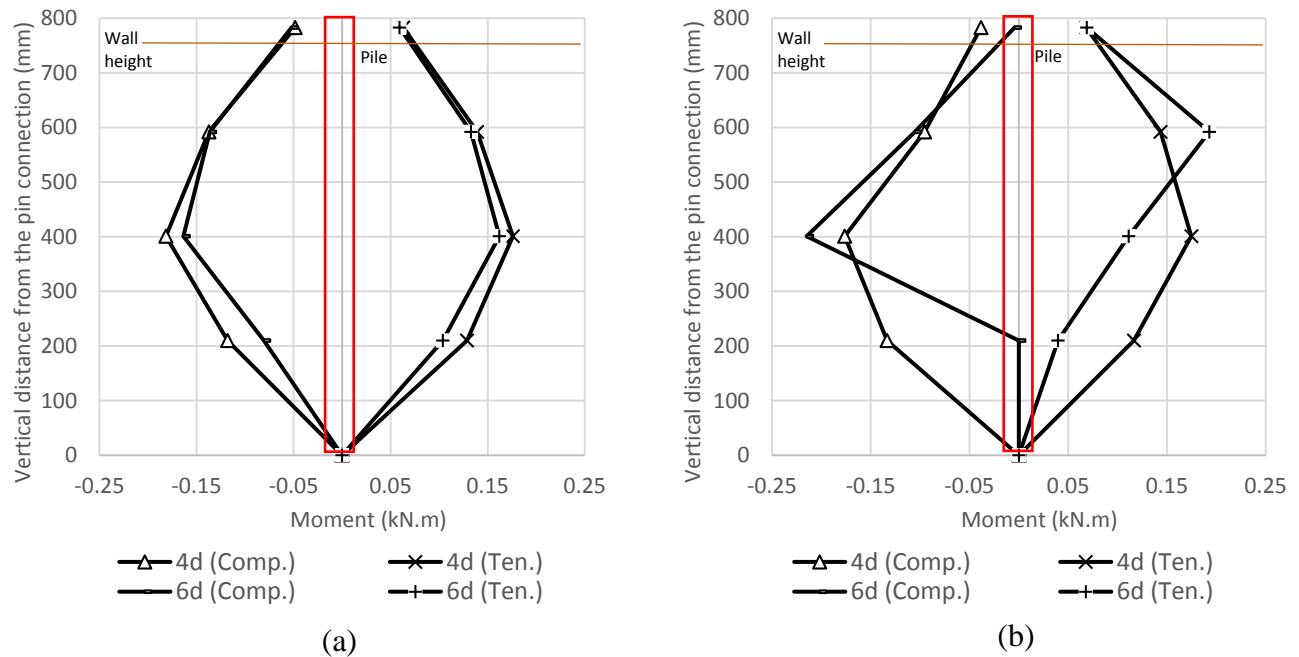 Vertical distance from the pin connection (mm)
800
700
600
500
400
300
200
100
0
Wall
height
Pile
-0.25
-0.15
-0.05
0.05
0.15
0.25
Moment (kN.m)
4d (Comp.)
4d (Ten.)
6d (Comp.)
6d (Ten.)
(a)
Vertical distance from the pin connection (mm)
800
700
600
500
400
300
200
100
0
Wall
height
Pile
-0.25
-0.15
-0.05
0.05
0.15
0.25
Moment (kN.m)
4d (Comp.)
4d (Ten.)
6d (Comp.)
6d (Ten.)
(b)